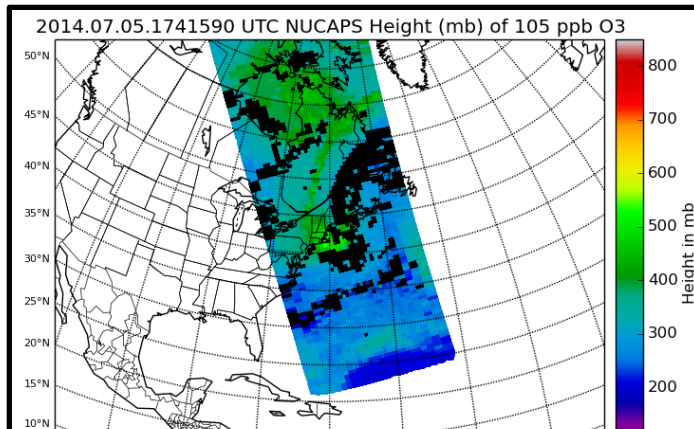 2014.07.05.1741590 UTC NUCAPS Height (mb) of 105 ppb O3
50°N
45°N
40°N
35°N
30°N
25°N
20°N
15°N
10°N
800
700
600
500
400
300
200
Height in mb